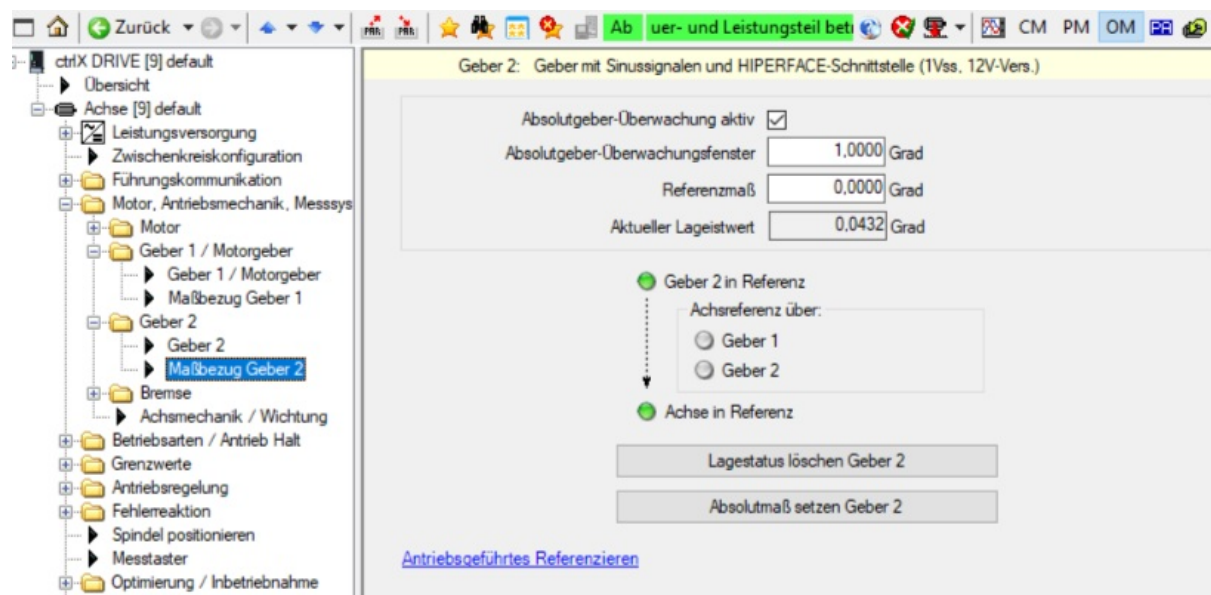 Zurück
Ab
uer- und Leistungsteil beti
CM PM OM
ctrlX DRIVE [9] default
Übersicht
Achse [9] default
Leistungsversorgung
Zwischenkreiskonfiguration
Führungskommunikation
Motor, Antriebsmechanik, Messsys
Motor
Geber 1 / Motorgeber
Geber 1 / Motorgeber
Maßbezug Geber 1
Geber 2
Geber 2
Maßbezug Geber 2
Bremse
Achsmechanik / Wichtung
Betriebsarten / Antrieb Halt
Grenzwerte
Antriebsregelung
Fehlerreaktion
Spindel positionieren
Messtaster
Optimierung / Inbetriebnahme
Geber 2: Geber mit Sinussignalen und HIPERFACE-Schnittstelle (1Vss, 12V-Vers.)
Absolutgeber-Überwachung aktiv
Absolutgeber-Überwachungsfenster 1,0000 Grad
Referenzmaß 0,0000 Grad
Aktueller Lageistwert 0,0432 Grad
Geber 2 in Referenz
Achsreferenz über:
Geber 1
Geber 2
Achse in Referenz
Lagestatus löschen Geber 2
Absolutmaß setzen Geber 2
Antriebsgeführtes Referenzieren